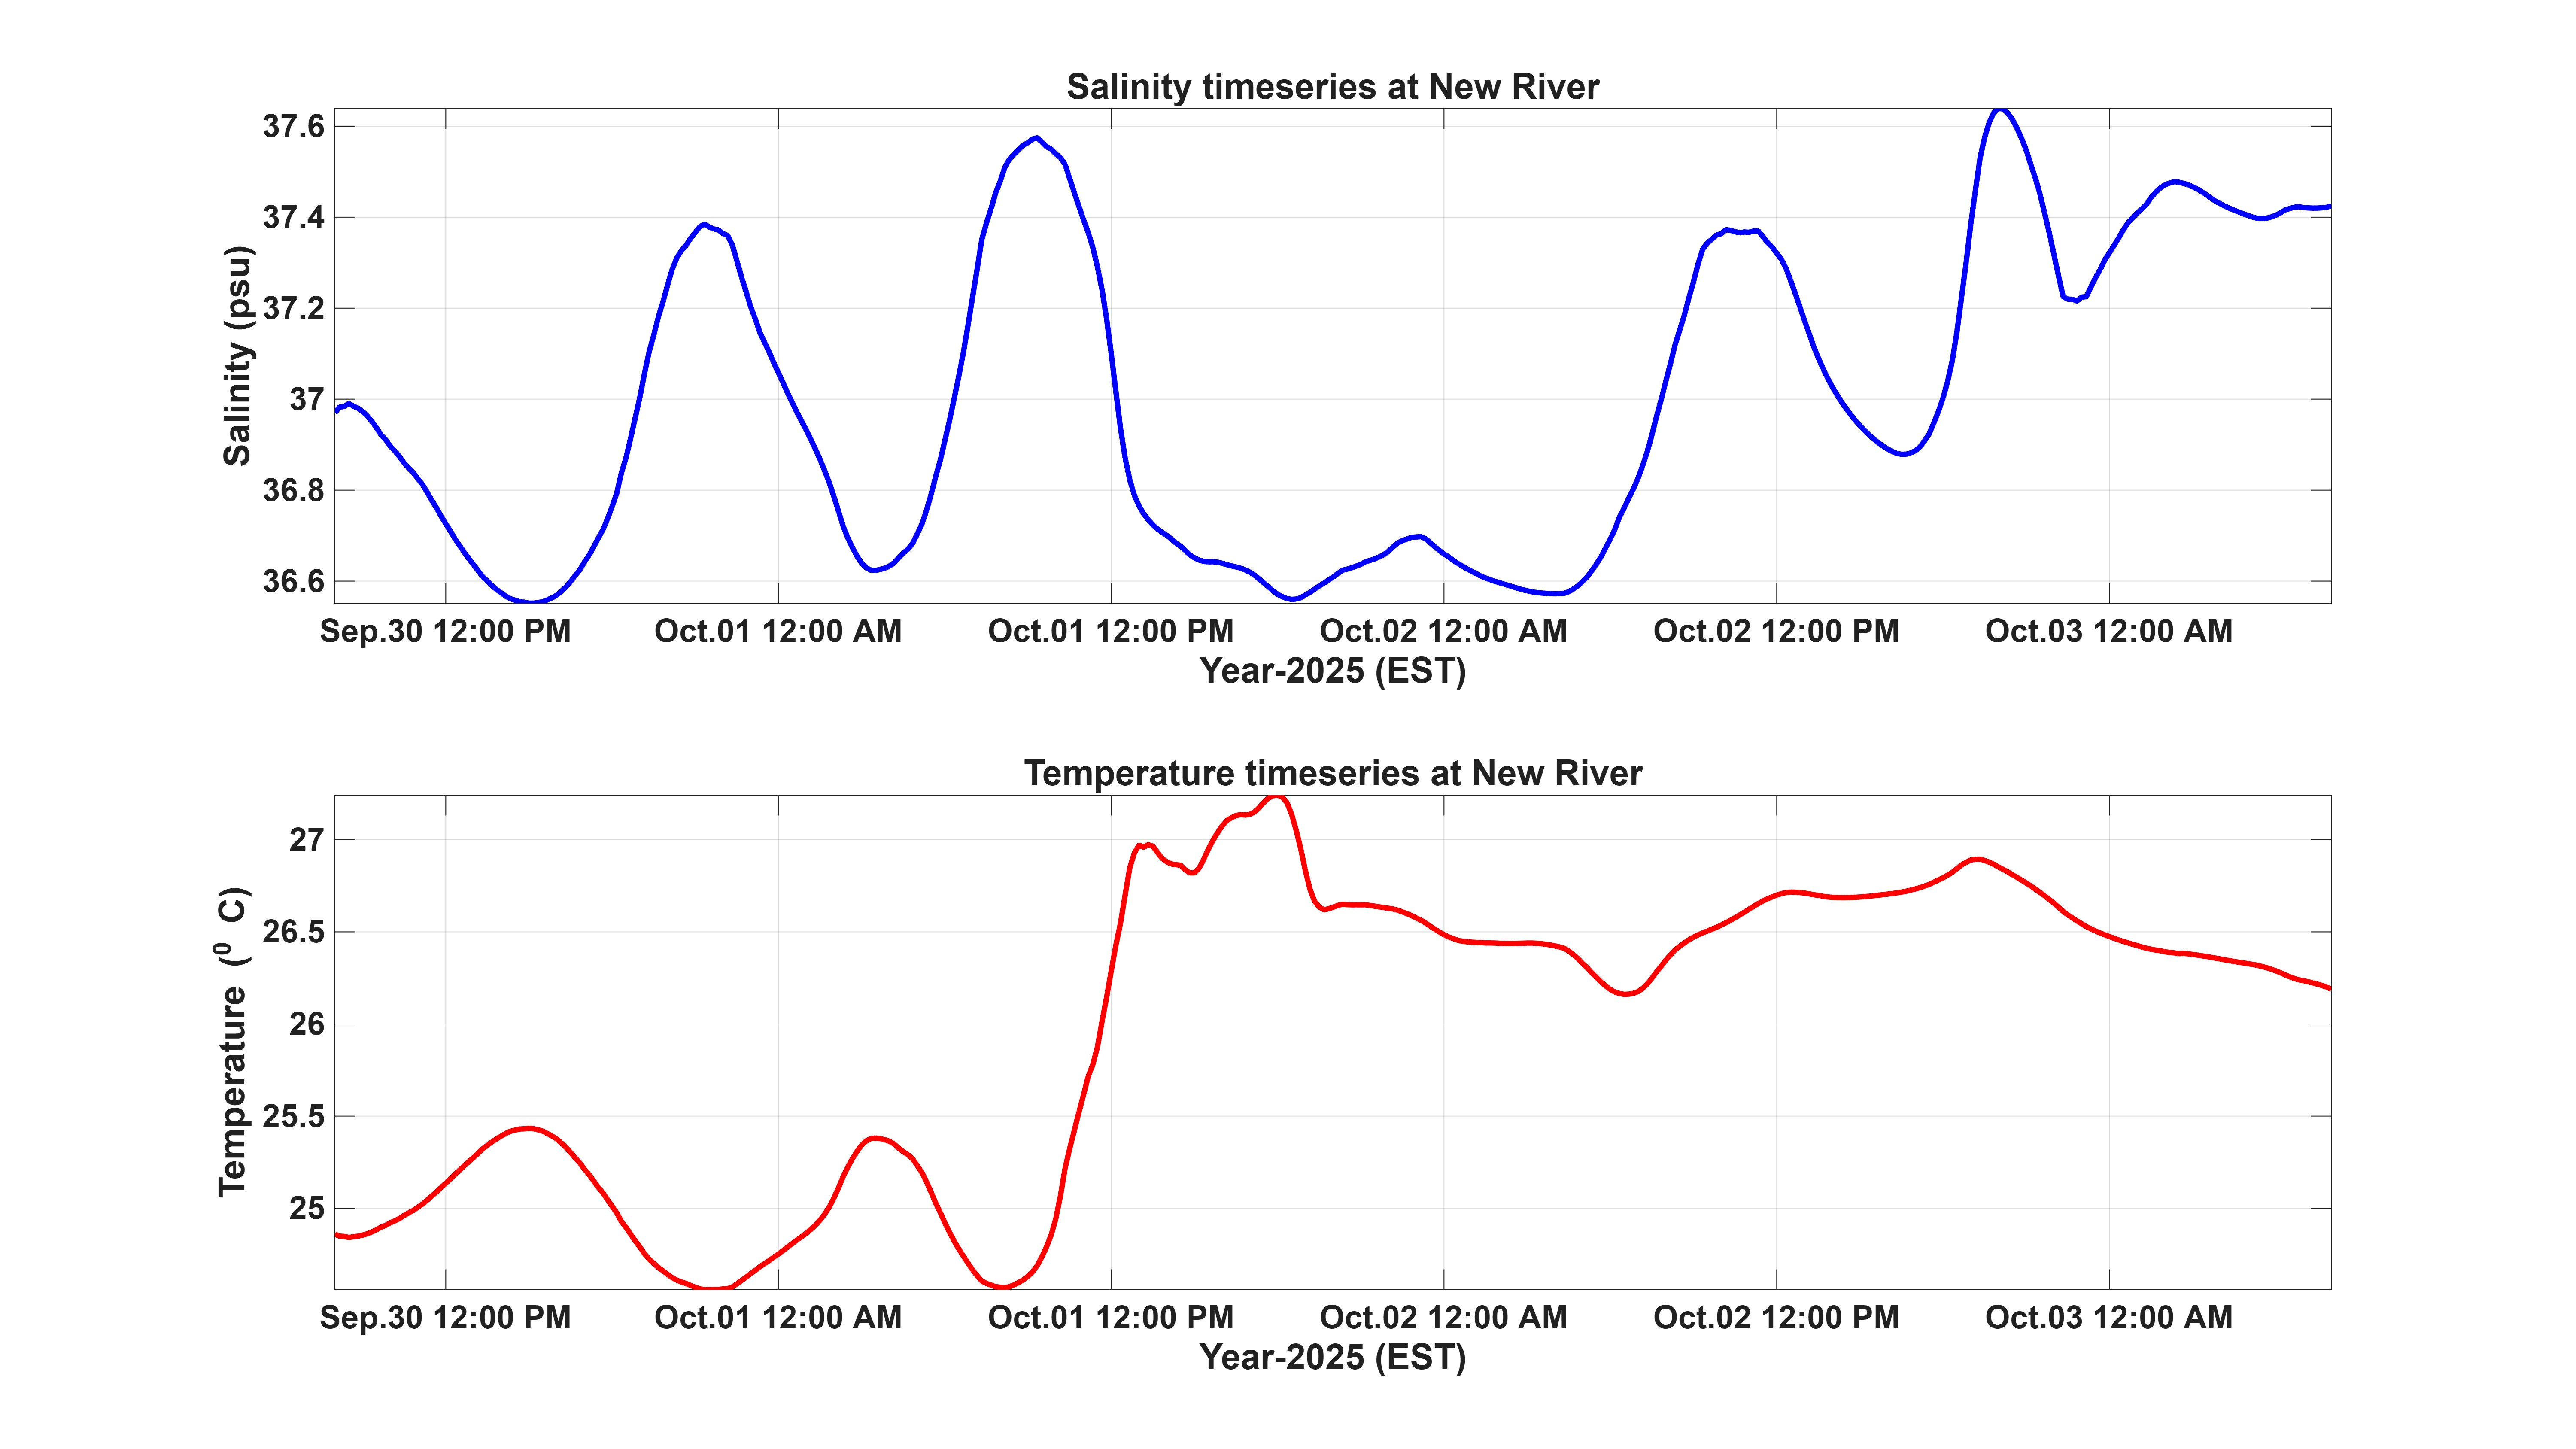 Salinity timeseries at New River
37.6
37.4
37.2
37
36.8
36.6
Salinity (psu)
Sep.30 12:00 PM Oct.01 12:00 AM Oct.01 12:00 PM Oct.02 12:00 AM Oct.02 12:00 PM Oct.03 12:00 AM
Year-2025 (EST)
Temperature timeseries at New River
27
26.5
26
25.5
25
Temperature (⁰ C)
Sep.30 12:00 PM Oct.01 12:00 AM Oct.01 12:00 PM Oct.02 12:00 AM Oct.02 12:00 PM Oct.03 12:00 AM
Year-2025 (EST)